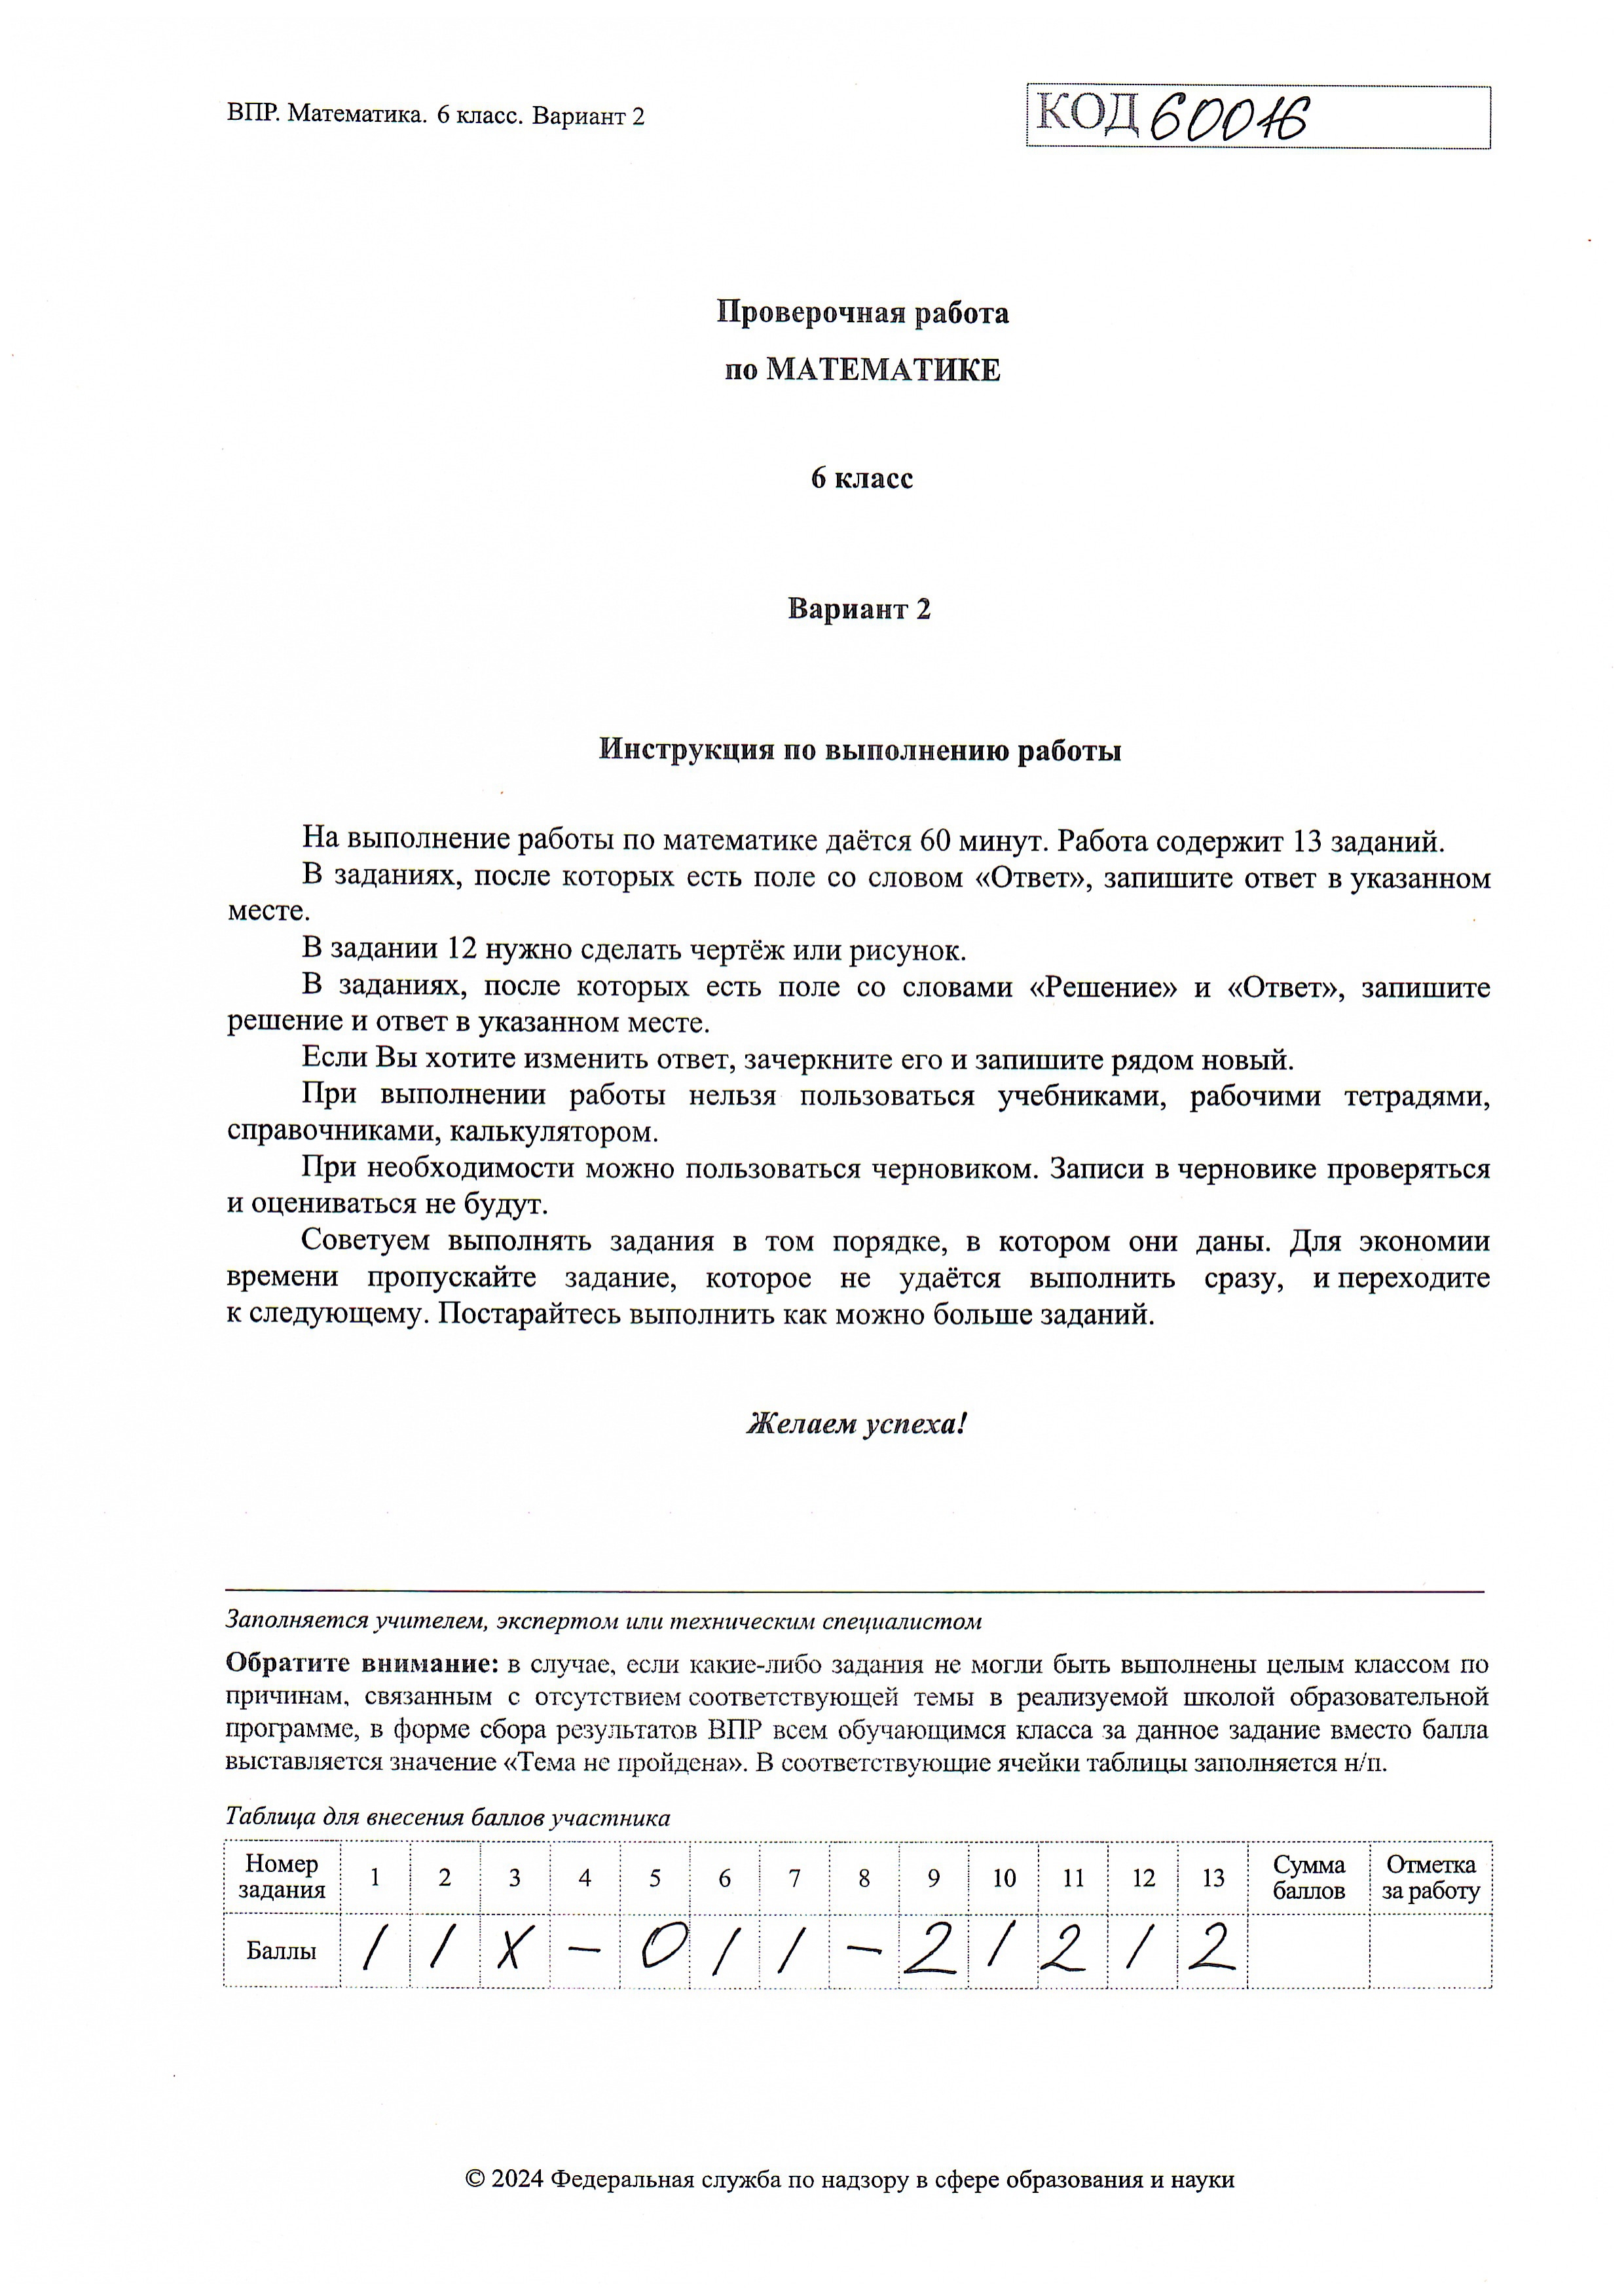 ВПР. Математика. 6 класс. Вариант 2
КОД 60016
Проверочная работа
по МАТЕМАТИКЕ
6 класс
Вариант 2
Инструкция по выполнению работы
На выполнение работы по математике даётся 60 минут. Работа содержит 13 заданий.
В заданиях, после которых есть поле со словом «Ответ», запишите ответ в указанном
месте.
В задании 12 нужно сделать чертёж или рисунок.
В заданиях, после которых есть поле со словами «Решение» и «Ответ», запишите
решение и ответ в указанном месте.
Если Вы хотите изменить ответ, зачеркните его и запишите рядом новый.
При выполнении работы нельзя пользоваться учебниками, рабочими тетрадями,
справочниками, калькулятором.
При необходимости можно пользоваться черновиком. Записи в черновике проверяться
и оцениваться не будут.
Советуем выполнять задания в том порядке, в котором они даны. Для экономии
времени пропускайте задание, которое не удаётся выполнить сразу, и переходите
к следующему. Постарайтесь выполнить как можно больше заданий.
Желаем успеха!
Заполняется учителем, экспертом или техническим специалистом
Обратите внимание: в случае, если какие-либо задания не могли быть выполнены целым классом по
причинам, связанным с отсутствием соответствующей темы в реализуемой школой образовательной
программе, в форме сбора результатов ВПР всем обучающимся класса за данное задание вместо балла
выставляется значение «Тема не пройдена». В соответствующие ячейки таблицы заполняется н/п.
Таблица для внесения баллов участника
Номер задания 1 2 3 4 5 6 7 8 9 10 11 12 13 Сумма баллов Отметка за работу
Баллы 1 1 X – 0 1 1 – 2 1 2 1 2
© 2024 Федеральная служба по надзору в сфере образования и науки